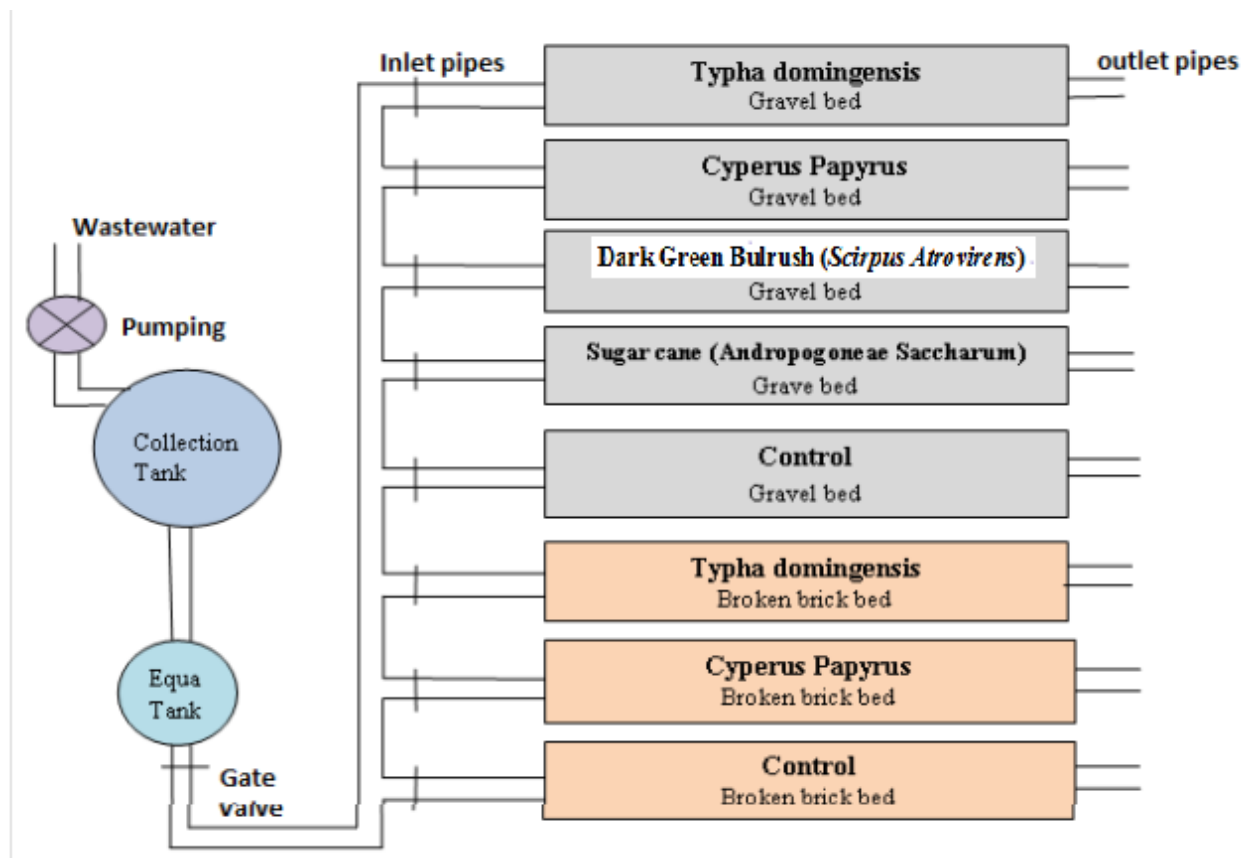 Inlet pipes
outlet pipes
Typha domingensis
Gravel bed
Cyperus Papyrus
Gravel bed
Wastewater
Dark Green Bulrush (Scirpus Atrovirens)
Gravel bed
Pumping
Sugar cane (Andropogoneae Saccharum)
Grave bed
Collection
Tank
Control
Gravel bed
Typha domingensis
Broken brick bed
Equa
Tank
Cyperus Papyrus
Broken brick bed
Gate
valve
Control
Broken brick bed